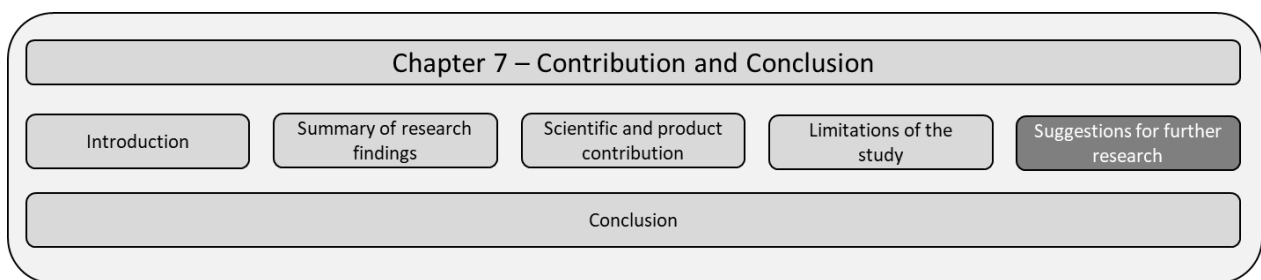 Chapter 7 – Contribution and Conclusion
Introduction
Summary of research
findings
Scientific and product
contribution
Limitations of the
study
Suggestions for further
research
Conclusion